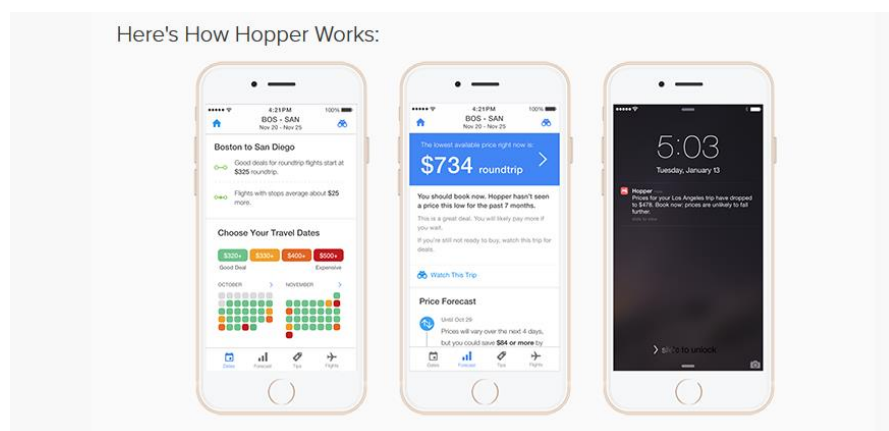 Here's How Hopper Works:
4:21PM
100%
BOS - SAN
Nov 20 - Nov 25
Boston to San Diego
Good deals for roundtrip flights start at
$325 roundtrip.
Flights with stops average about $25
more.
Choose Your Travel Dates
$320+ $330+ $400+ $500+
Good Deal Expensive
OCTOBER > NOVEMBER >
Dates Forecast Tips Flights
4:21PM
100%
BOS - SAN
Nov 20 - Nov 25
The lowest available price right now is:
$734 roundtrip >
You should book now. Hopper hasn't seen
a price this low for the past 7 months.
This is a great deal. You will likely pay more if
you wait.
If you're still not ready to buy, watch this trip for
deals.
Watch This Trip
Price Forecast
Until Oct 29
Prices will vary over the next 4 days,
but you could save $84 or more by
Dates Forecast Tips Flights
5:03
Tuesday, January 13
Hopper
Prices for your Los Angeles trip have dropped
to $478. Book now: prices are unlikely to fall
further.
> slide to unlock